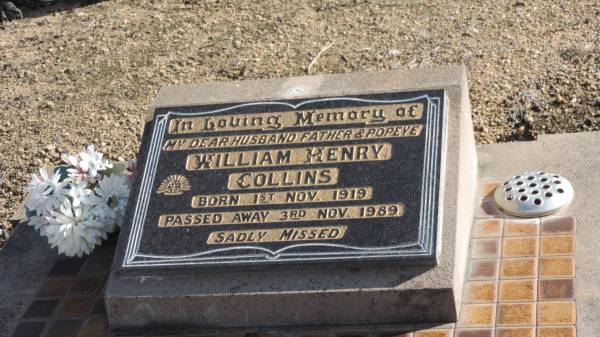 In Loving Memory of
MY DEAR HUSBAND FATHER & POPEYE
WILLIAM HENRY
COLLINS
BORN 1ST NOV. 1919
PASSED AWAY 3RD NOV. 1989
SADLY MISSED